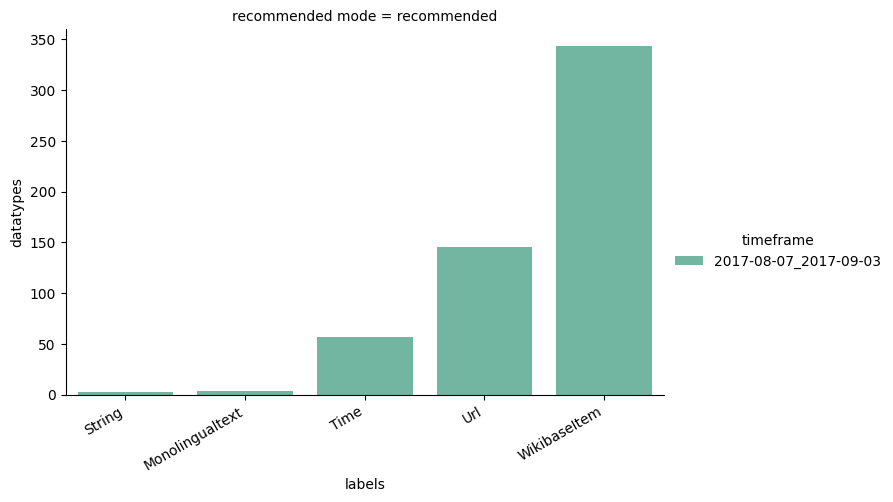 recommended mode = recommended
350
300
250
200
150
100
50
0
datatypes
String
Monolingualtext
Time
Url
WikibaseItem
labels
timeframe
2017-08-07_2017-09-03